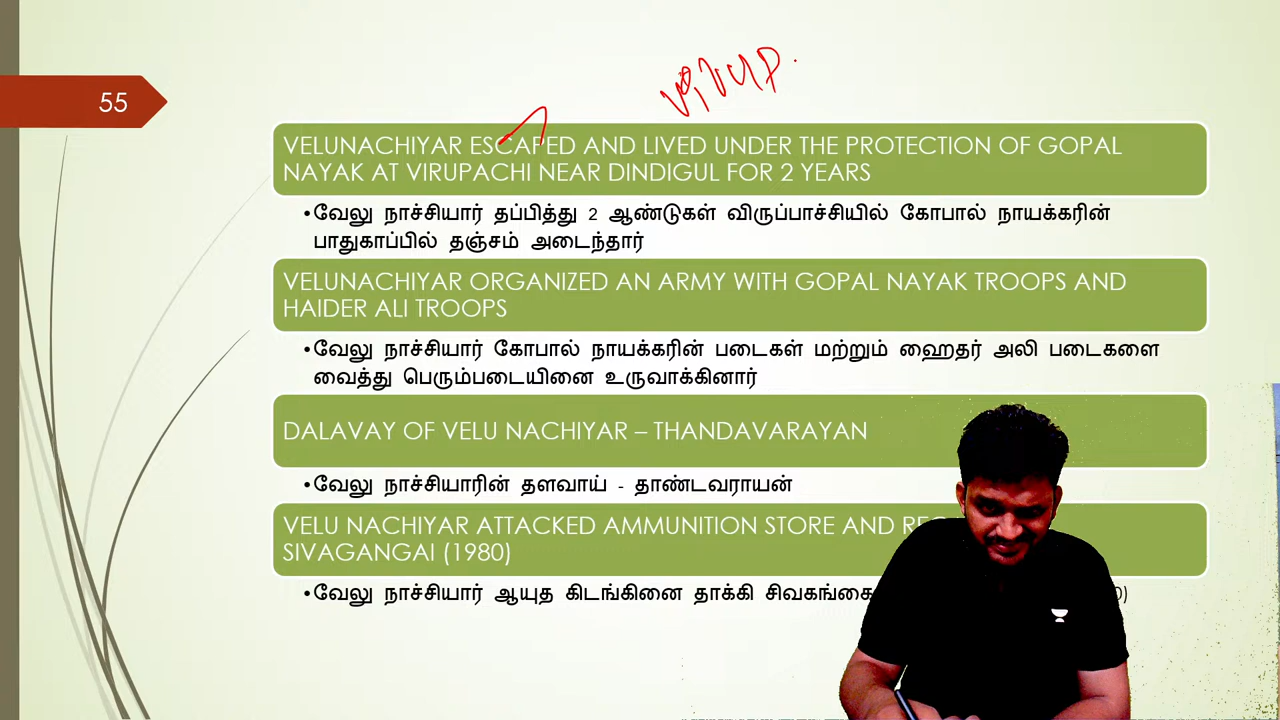 55
Virup
VELUNACHIYAR ESCAPED AND LIVED UNDER THE PROTECTION OF GOPAL
NAYAK AT VIRUPACHI NEAR DINDIGUL FOR 2 YEARS
•வேலு நாச்சியார் தப்பித்து 2 ஆண்டுகள் விருப்பாச்சியில் கோபால் நாயக்கரின்
பாதுகாப்பில் தஞ்சம் அடைந்தார்
VELUNACHIYAR ORGANIZED AN ARMY WITH GOPAL NAYAK TROOPS AND
HAIDER ALI TROOPS
•வேலு நாச்சியார் கோபால் நாயக்கரின் படைகள் மற்றும் ஹைதர் அலி படைகளை
வைத்து பெரும்படையினை உருவாக்கினார்
DALAVAY OF VELU NACHIYAR – THANDAVARAYAN
•வேலு நாச்சியாரின் தளவாய் - தாண்டவராயன்
VELU NACHIYAR ATTACKED AMMUNITION STORE AND
SIVAGANGAI (1980)
•வேலு நாச்சியார் ஆயுத கிடங்கினை தாக்கி சிவகங்கை